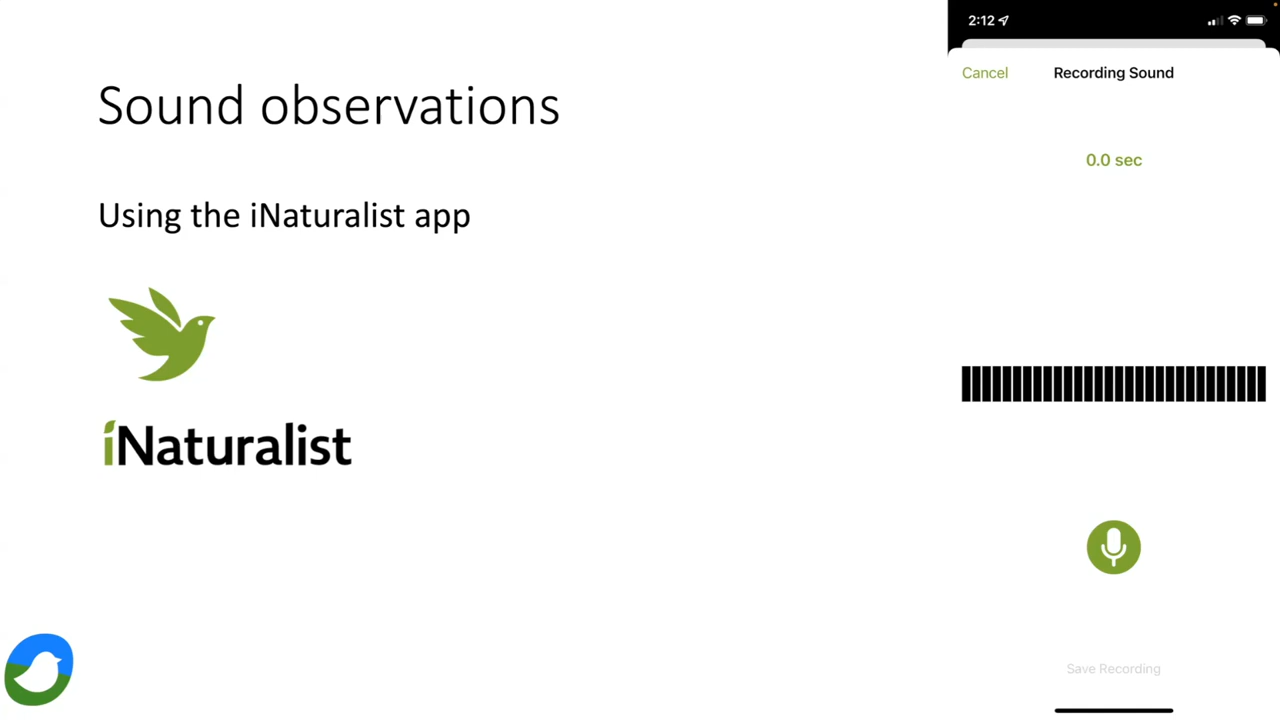 Sound observations
Using the iNaturalist app
iNaturalist
2:12
Cancel
Recording Sound
0.0 sec
Save Recording